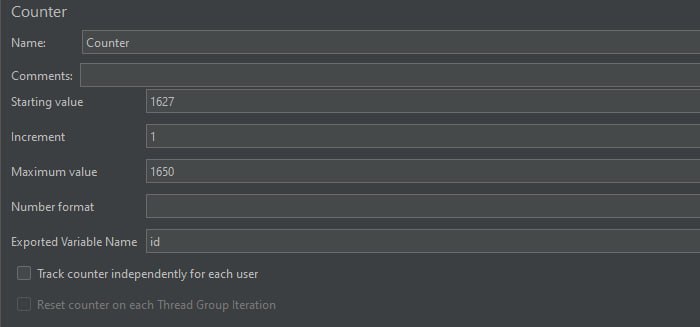 Counter
Name: Counter
Comments:
Starting value 1627
Increment 1
Maximum value 1650
Number format
Exported Variable Name id
Track counter independently for each user
Reset counter on each Thread Group Iteration